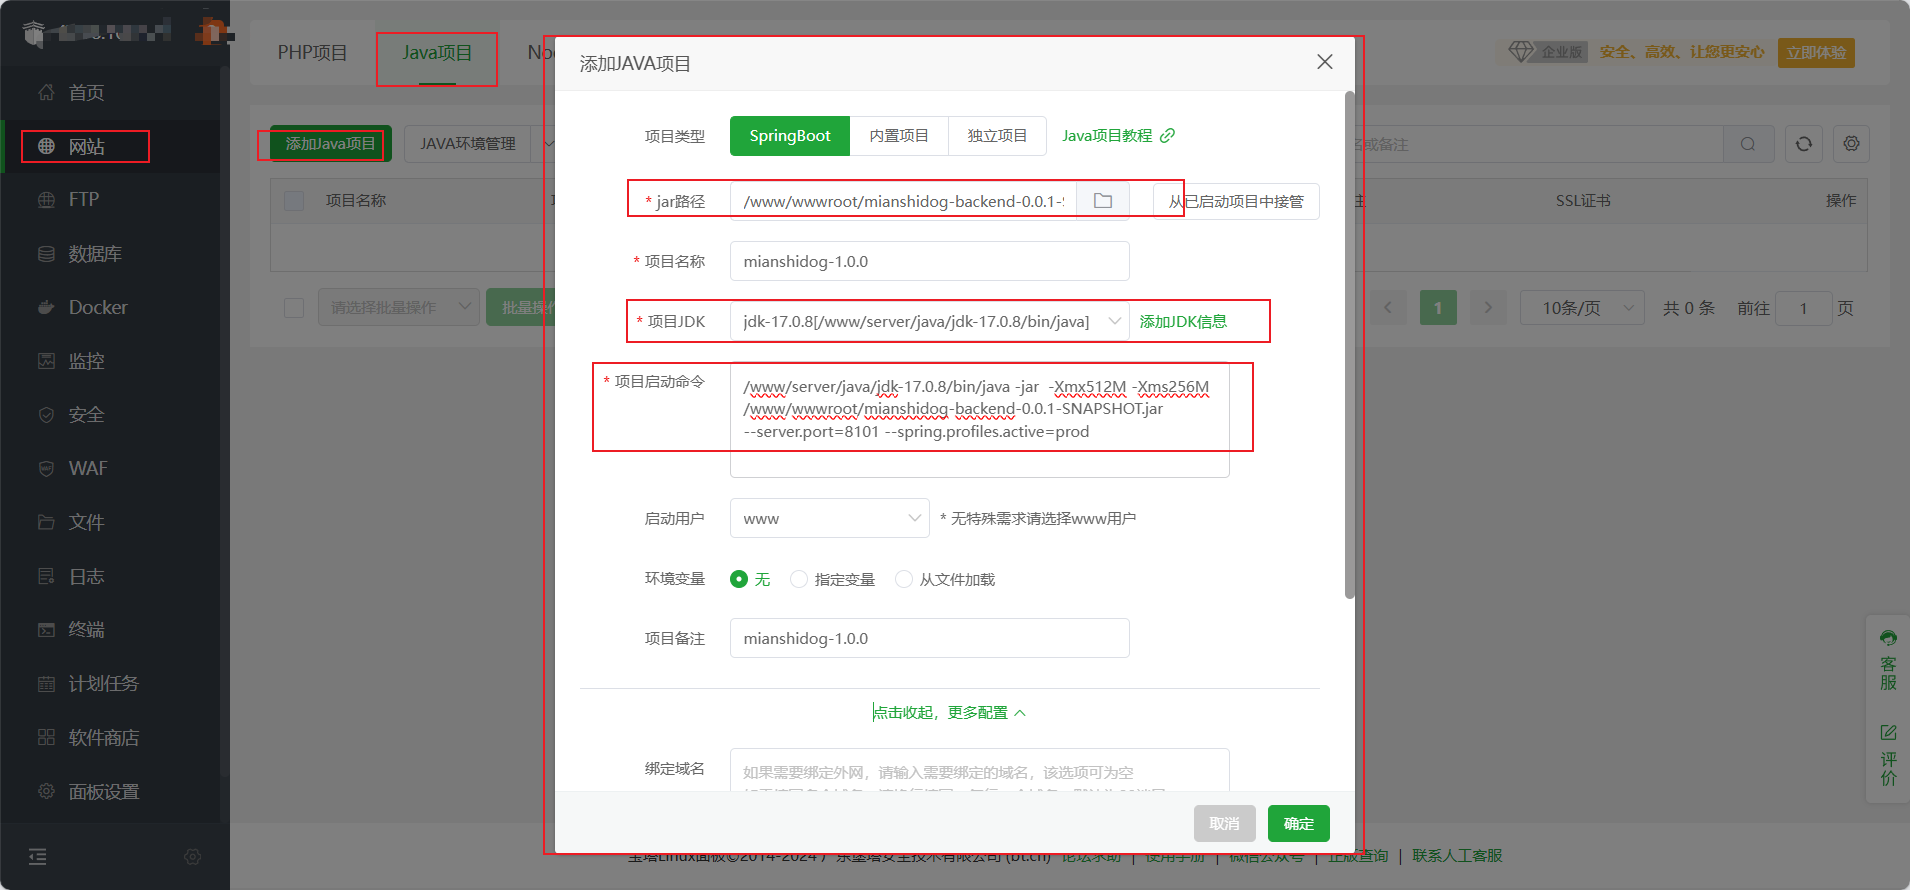 首页
网站
FTP
数据库
Docker
监控
安全
WAF
文件
日志
终端
计划任务
软件商店
面板设置
PHP项目
Java项目
企业版
安全、高效、让您更安心
立即体验
添加Java项目
JAVA环境管理
或备注
项目名称
SSL证书
操作
请选择批量操作
批量操
1
10条/页
共 0 条
前往
1
页
添加JAVA项目
项目类型
SpringBoot
内置项目
独立项目
Java项目教程
* jar路径
/www/wwwroot/mianshidog-backend-0.0.1-
从已启动项目中接管
* 项目名称
mianshidog-1.0.0
* 项目JDK
jdk-17.0.8[/www/server/java/jdk-17.0.8/bin/java]
添加JDK信息
* 项目启动命令
/www/server/java/jdk-17.0.8/bin/java -jar  -Xmx512M -Xms256M
/www/wwwroot/mianshidog-backend-0.0.1-SNAPSHOT.jar
--server.port=8101 --spring.profiles.active=prod
启动用户
www
* 无特殊需求请选择www用户
环境变量
无
指定变量
从文件加载
项目备注
mianshidog-1.0.0
点击收起，更多配置
绑定域名
如果需要绑定外网，请输入需要绑定的域名，该选项可为空
取消
确定
客服
评价
宝塔Linux面板©2014-2024 广东堡塔安全技术有限公司 (bt.cn)
论坛求助
|
使用手册
|
微信公众号
|
正版查询
|
联系人工客服